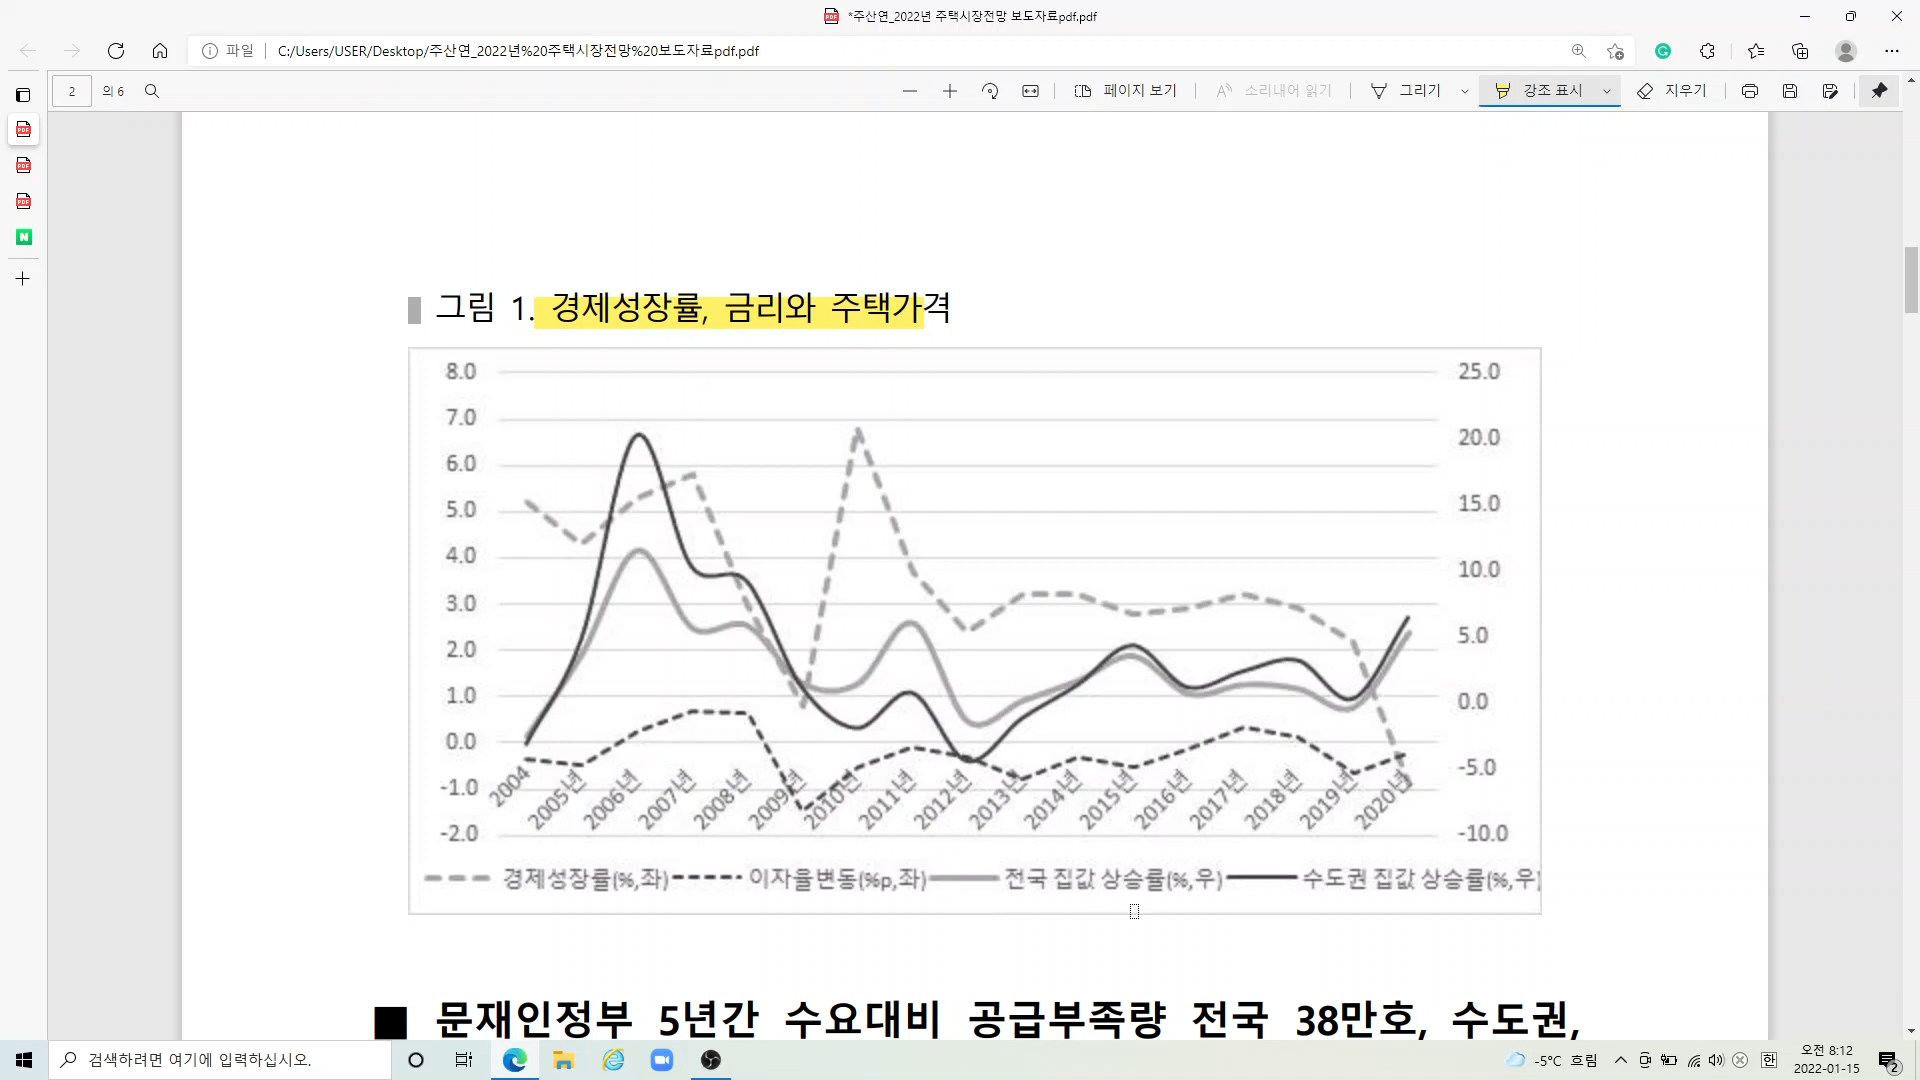 *주산연_2022년 주택시장전망 보도자료pdf.pdf
파일 C:/Users/USER/Desktop/주산연_2022년%20주택시장전망%20보도자료pdf.pdf
2 의 6 페이지 보기 소리내어 읽기 그리기 강조 표시 지우기
그림 1. 경제성장률, 금리와 주택가격
8.0 25.0
7.0
20.0
6.0
5.0 15.0
4.0
10.0
3.0
2.0 5.0
1.0 0.0
0.0
-1.0 -5.0
-2.0 -10.0
2004 2005년 2006년 2007년 2008년 2009년 2010년 2011년 2012년 2013년 2014년 2015년 2016년 2017년 2018년 2019년 2020년
경제성장률(%,좌) 이자율변동(%p,좌) 전국 집값 상승률(%,우) 수도권 집값 상승률(%,우)
■ 문재인정부 5년간 수요대비 공급부족량 전국 38만호, 수도권,
검색하려면 여기에 입력하십시오. -5°C 흐림 한 오전 8:12
2022-01-15 2